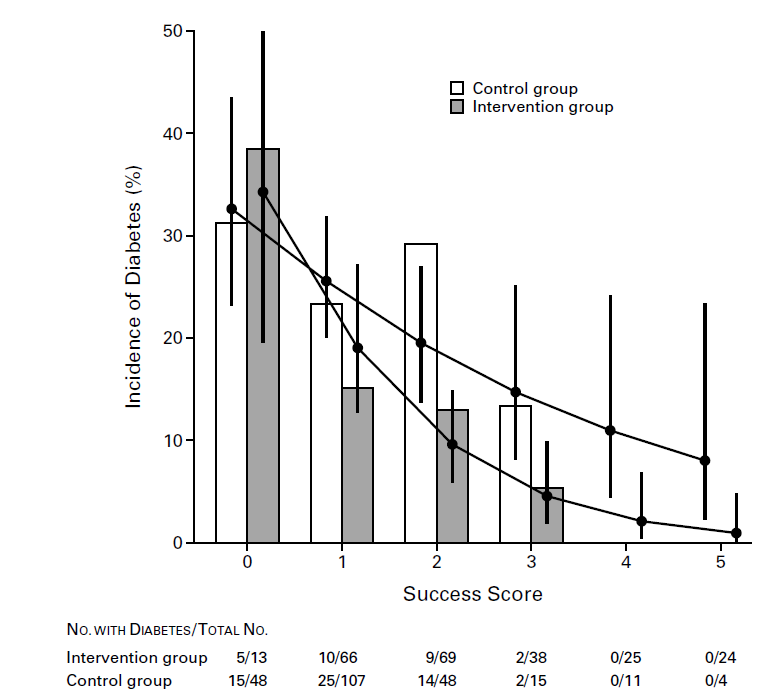 50
Control group
Intervention group
40
30
20
10
0
Incidence of Diabetes (%)
0 1 2 3 4 5
Success Score
NO. WITH DIABETES/TOTAL NO.
Intervention group 5/13 10/66 9/69 2/38 0/25 0/24
Control group 15/48 25/107 14/48 2/15 0/11 0/4